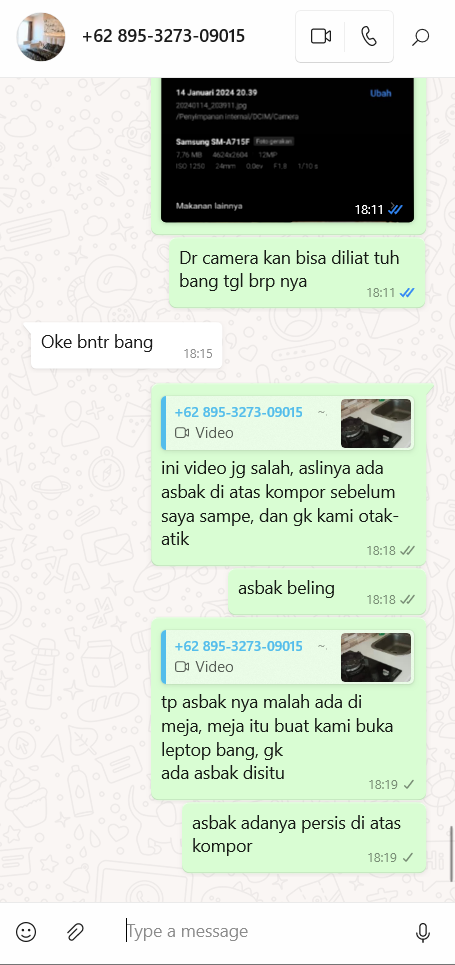 +62 895-3273-09015
14 Januari 2024 20.39
Ubah
20240114_203911.jpg
/Penyimpanan Internal/DCIM/Camera
Samsung SM-A715F Foto gerakan
7,76 MB 4624x2604 12MP
ISO 1250 24mm 0.0ev F1.8 1/10 s
Makanan lainnya
18:11
Dr camera kan bisa diliat tuh
bang tgl brp nya
18:11
Oke bntr bang
18:15
+62 895-3273-09015 ~.
Video
ini video jg salah, aslinya ada
asbak di atas kompor sebelum
saya sampe, dan gk kami otak-
atik
18:18
asbak beling
18:18
+62 895-3273-09015 ~.
Video
tp asbak nya malah ada di
meja, meja itu buat kami buka
leptop bang, gk
ada asbak disitu
18:19
asbak adanya persis di atas
kompor
18:19
Type a message